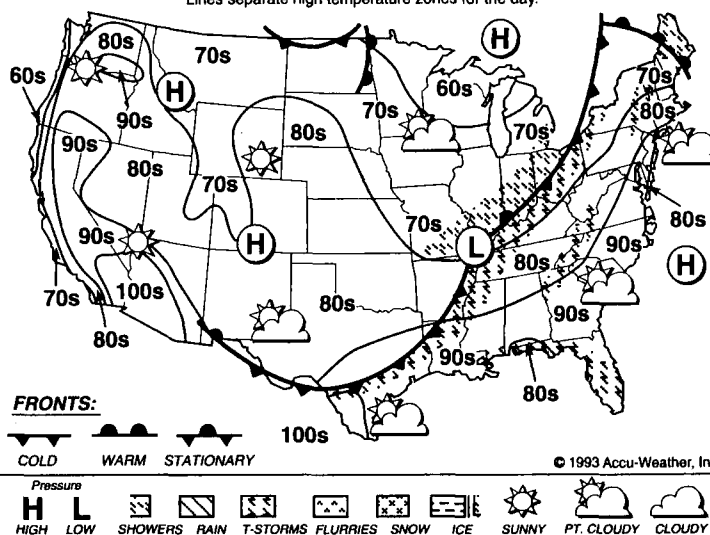 Lines separate high temperature zones for the day.
80s
70s
H
60s
H
60s
70s
80s
90s
70s
80s
70s
90s
80s
70s
70s
80s
H
L
80s
90s
H
90s
100s
80s
90s
70s
80s
90s
80s
100s
FRONTS:
COLD WARM STATIONARY
© 1993 Accu-Weather, In
Pressure
H L
HIGH LOW SHOWERS RAIN T-STORMS FLURRIES SNOW ICE SUNNY PT. CLOUDY CLOUDY